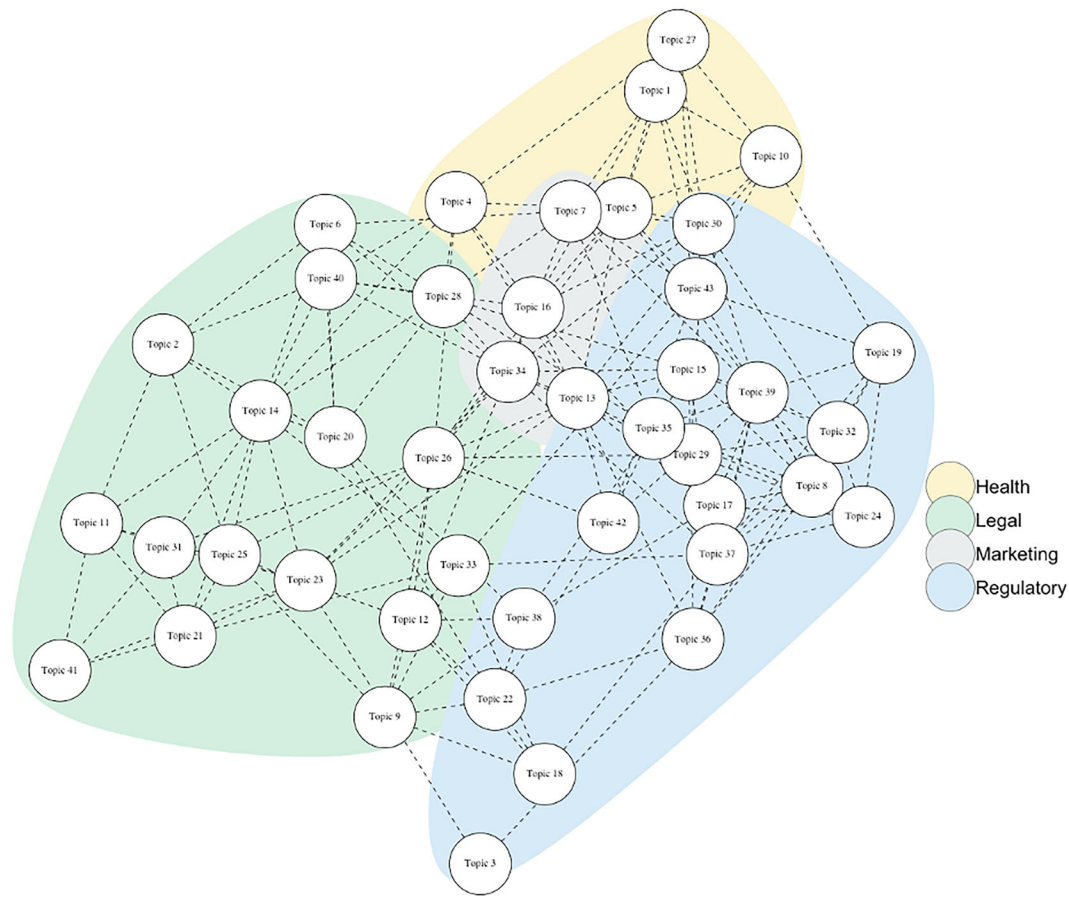 Topic 27
Topic 1
Topic 10
Topic 4
Topic 7
Topic 5
Topic 6
Topic 30
Topic 40
Topic 28
Topic 43
Topic 16
Topic 2
Topic 19
Topic 34
Topic 15
Topic 39
Topic 13
Topic 14
Topic 20
Topic 35
Topic 32
Topic 26
Topic 29
Topic 8
Health
Topic 17
Topic 24
Topic 11
Topic 42
Legal
Topic 31
Topic 25
Topic 37
Marketing
Topic 33
Topic 23
Regulatory
Topic 12
Topic 38
Topic 21
Topic 36
Topic 41
Topic 22
Topic 9
Topic 18
Topic 3